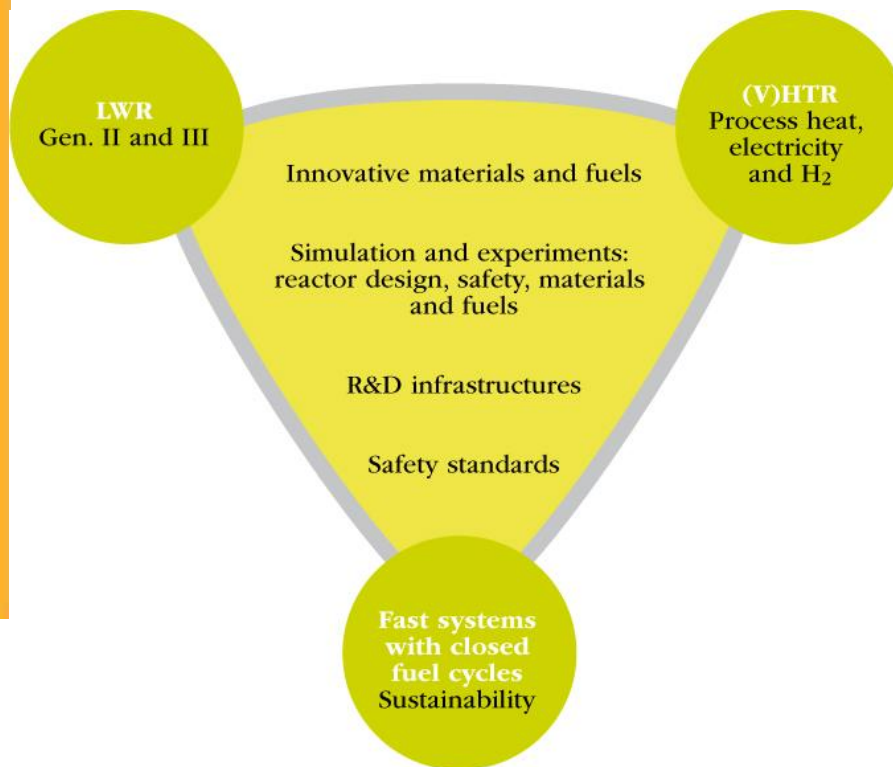 LWR
Gen. II and III
(V)HTR
Process heat,
electricity
and H₂
Innovative materials and fuels
Simulation and experiments:
reactor design, safety, materials
and fuels
R&D infrastructures
Safety standards
Fast systems
with closed
fuel cycles
Sustainability